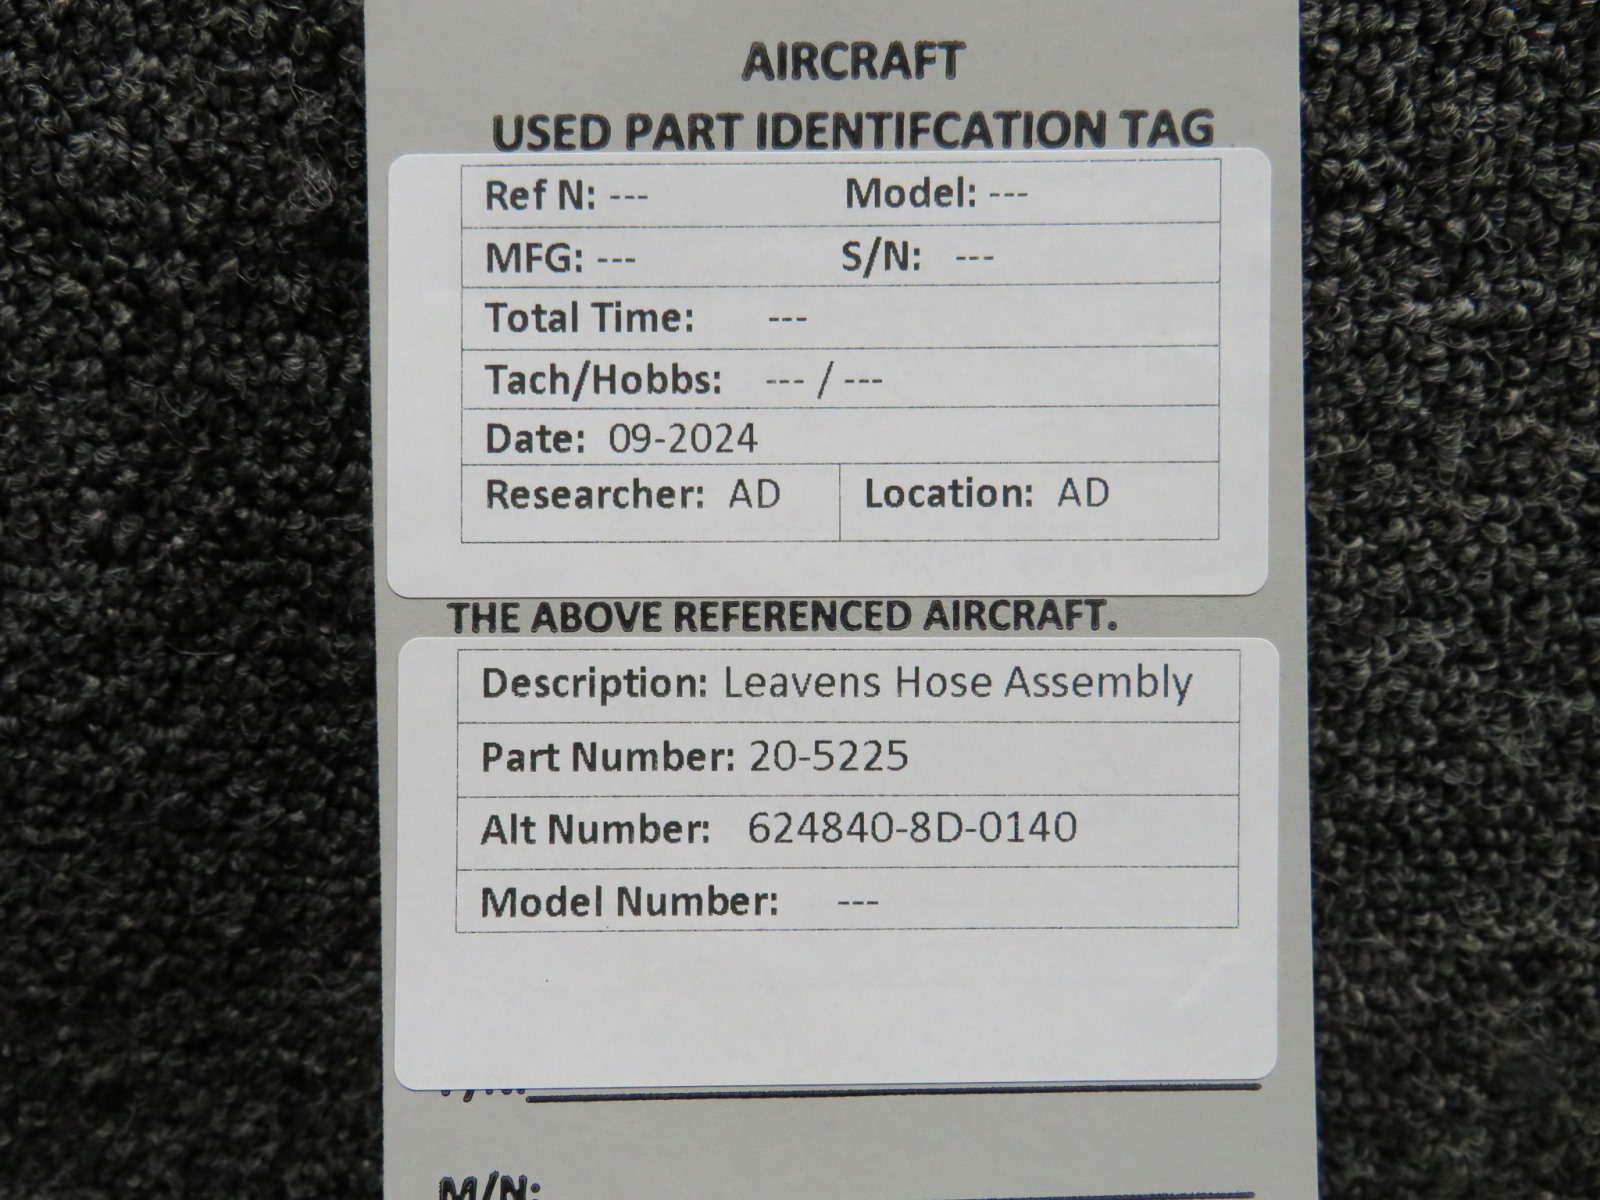 AIRCRAFT
USED PART IDENTIFCATION TAG
Ref N: --- Model: ---
MFG: --- S/N: ---
Total Time: ---
Tach/Hobbs: --- / ---
Date: 09-2024
Researcher: AD Location: AD
THE ABOVE REFERENCED AIRCRAFT.
Description: Leavens Hose Assembly
Part Number: 20-5225
Alt Number: 624840-8D-0140
Model Number: ---
M/N: